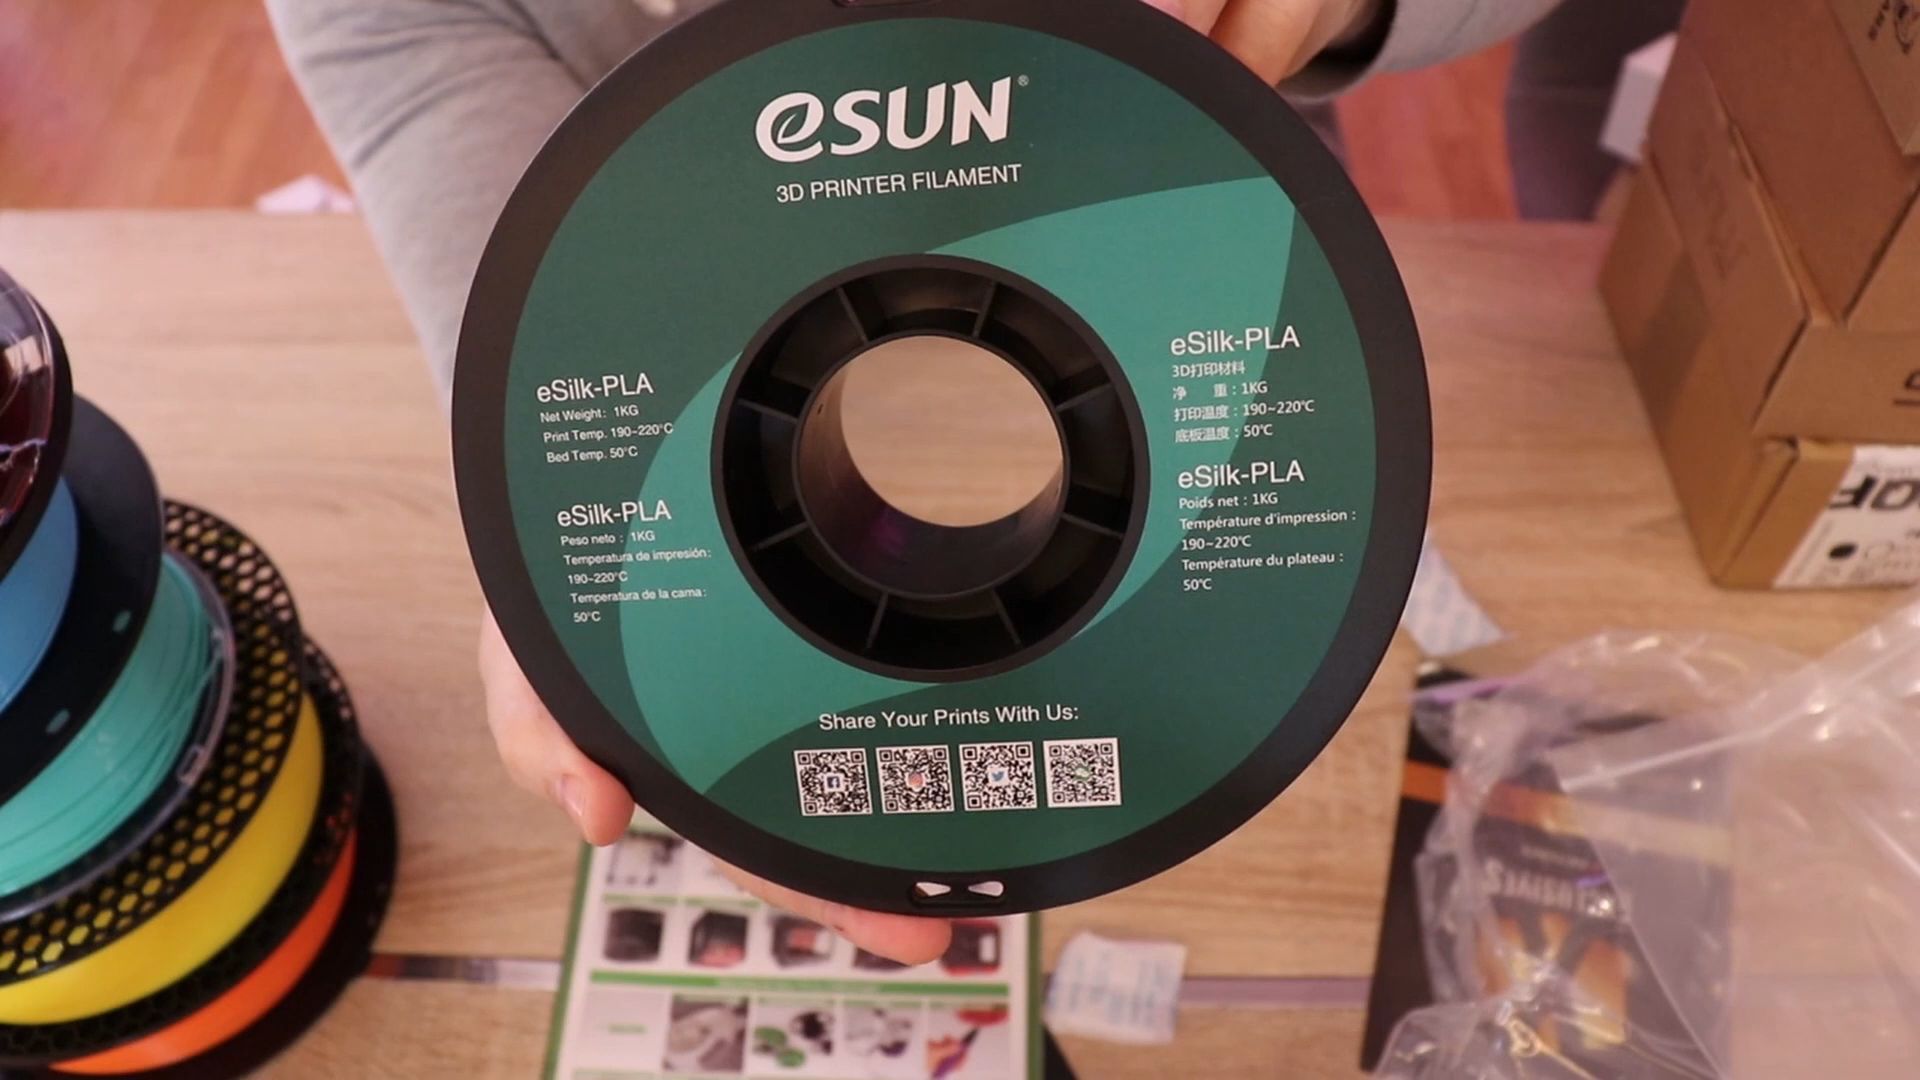 eSUN®
3D PRINTER FILAMENT
eSilk-PLA
Net Weight: 1KG
Print Temp. 190~220°C
Bed Temp. 50°C
eSilk-PLA
Peso neto : 1KG
Temperatura de impresión:
190~220°C
Temperatura de la cama:
50°C
eSilk-PLA
3D打印材料
净 重：1KG
打印温度：190~220℃
底板温度：50℃
eSilk-PLA
Poids net : 1KG
Température d'impression :
190~220℃
Température du plateau :
50℃
Share Your Prints With Us: